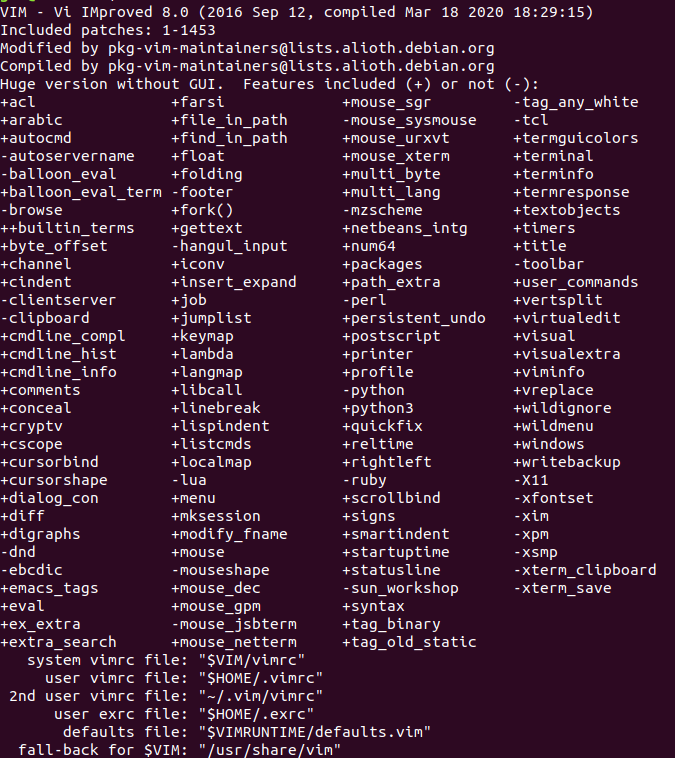 VIM - Vi IMproved 8.0 (2016 Sep 12, compiled Mar 18 2020 18:29:15)
Included patches: 1-1453
Modified by pkg-vim-maintainers@lists.alioth.debian.org
Compiled by pkg-vim-maintainers@lists.alioth.debian.org
Huge version without GUI.  Features included (+) or not (-):
+acl               +farsi             +mouse_sgr         -tag_any_white
+arabic            +file_in_path      -mouse_sysmouse    -tcl
+autocmd           +find_in_path      +mouse_urxvt       +termguicolors
-autoservername    +float             +mouse_xterm       +terminal
-balloon_eval      +folding           +multi_byte        +terminfo
+balloon_eval_term -footer            +multi_lang        +termresponse
-browse            +fork()            -mzscheme          +textobjects
++builtin_terms    +gettext           +netbeans_intg     +timers
+byte_offset       -hangul_input      +num64             +title
+channel           +iconv             +packages          -toolbar
+cindent           +insert_expand     +path_extra        +user_commands
-clientserver      +job               -perl              +vertsplit
-clipboard         +jumplist          +persistent_undo   +virtualedit
+cmdline_compl     +keymap            +postscript        +visual
+cmdline_hist      +lambda            +printer           +visualextra
+cmdline_info      +langmap           +profile           +viminfo
+comments          +libcall           -python            +vreplace
+conceal           +linebreak         +python3           +wildignore
+cryptv            +lispindent        +quickfix          +wildmenu
+cscope            +listcmds          +reltime           +windows
+cursorbind        +localmap          +rightleft         +writebackup
+cursorshape       -lua               -ruby              -X11
+dialog_con        +menu              +scrollbind        -xfontset
+diff              +mksession         +signs             -xim
+digraphs          +modify_fname      +smartindent       -xpm
-dnd               +mouse             +startuptime       -xsmp
-ebcdic            -mouseshape        +statusline        -xterm_clipboard
+emacs_tags        +mouse_dec         -sun_workshop      -xterm_save
+eval              +mouse_gpm         +syntax
+ex_extra          -mouse_jsbterm     +tag_binary
+extra_search      +mouse_netterm     +tag_old_static
system vimrc file: "$VIM/vimrc"
user vimrc file: "$HOME/.vimrc"
2nd user vimrc file: "~/.vim/vimrc"
user exrc file: "$HOME/.exrc"
defaults file: "$VIMRUNTIME/defaults.vim"
fall-back for $VIM: "/usr/share/vim"